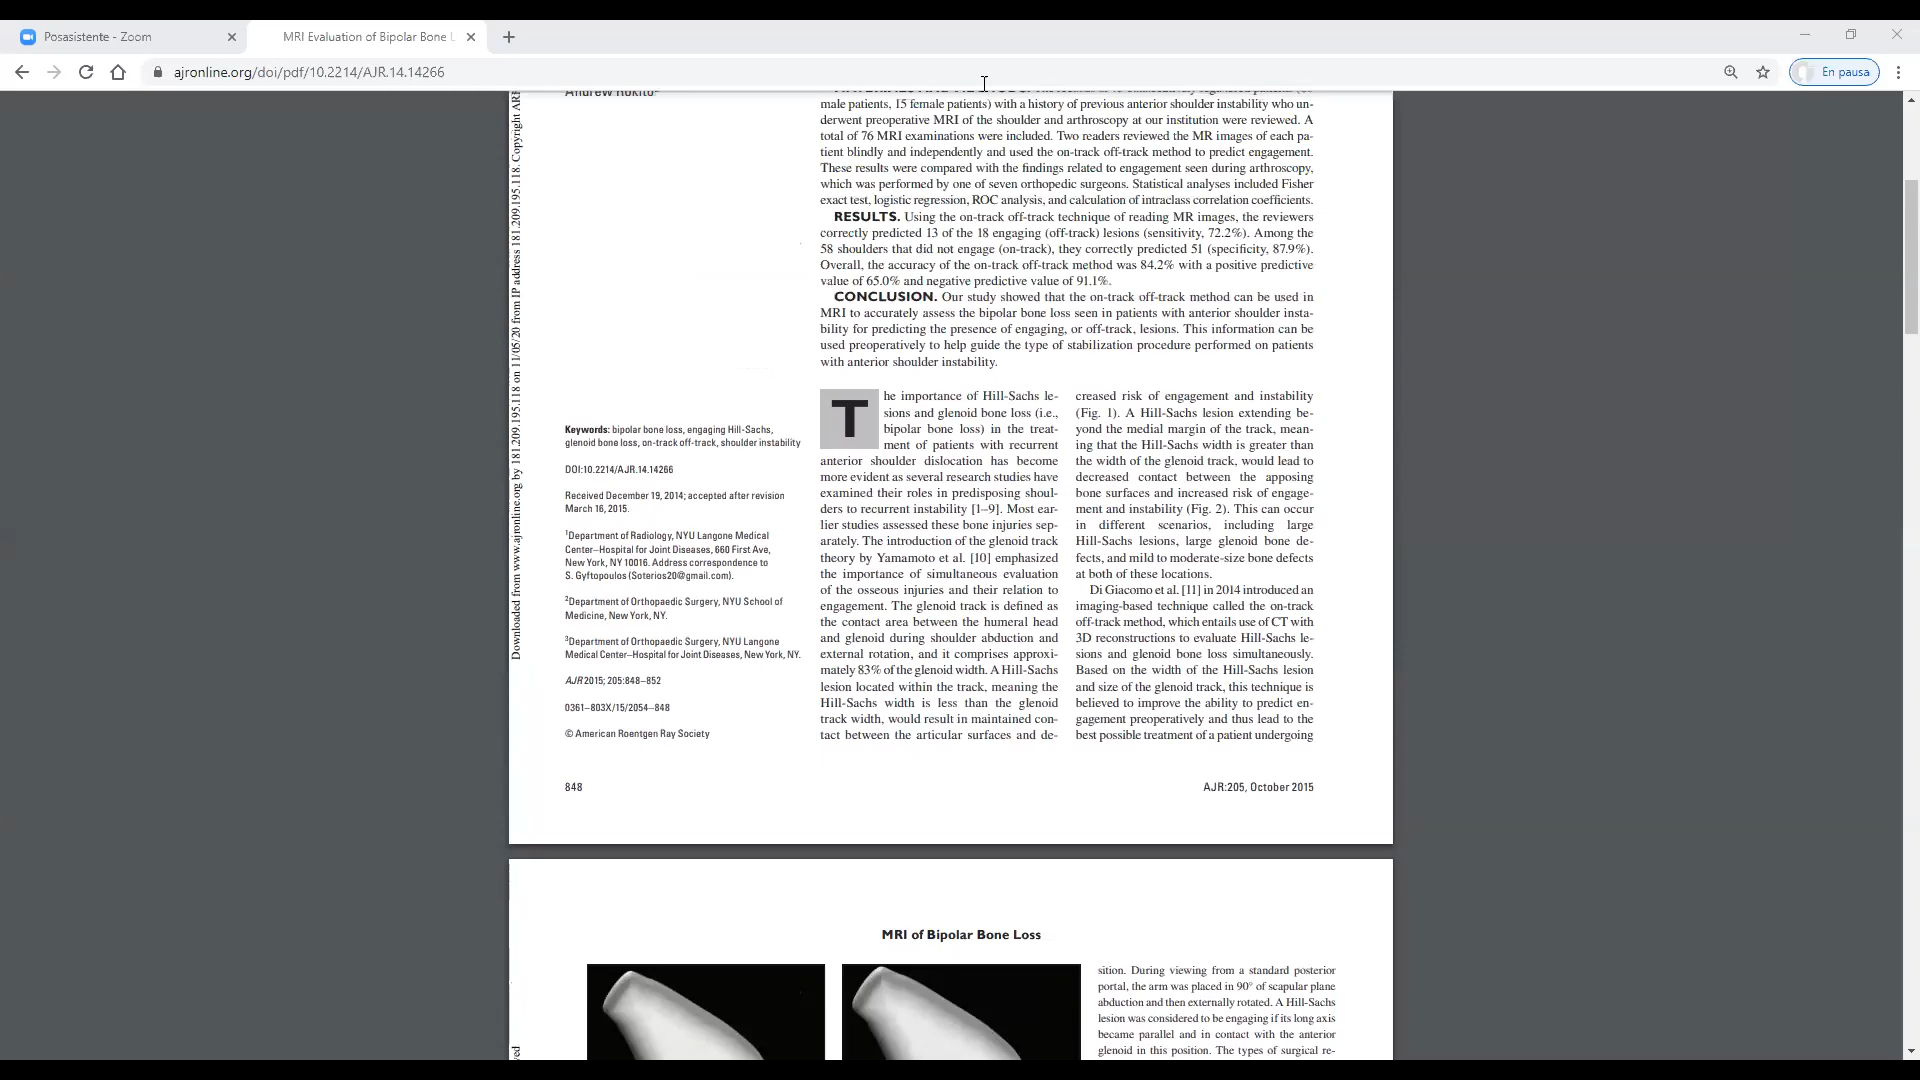 Posasistente - Zoom
MRI Evaluation of Bipolar Bone L
ajronline.org/doi/pdf/10.2214/AJR.14.14266
En pausa
Downloaded from www.ajronline.org by 181.209.195.118 on 11/05/20 from IP address 181.209.195.118. Copyright ARR
Andrew Rokito
male patients, 15 female patients) with a history of previous anterior shoulder instability who un-
derwent preoperative MRI of the shoulder and arthroscopy at our institution were reviewed. A
total of 76 MRI examinations were included. Two readers reviewed the MR images of each pa-
tient blindly and independently and used the on-track off-track method to predict engagement.
These results were compared with the findings related to engagement seen during arthroscopy,
which was performed by one of seven orthopedic surgeons. Statistical analyses included Fisher
exact test, logistic regression, ROC analysis, and calculation of intraclass correlation coefficients.
RESULTS. Using the on-track off-track technique of reading MR images, the reviewers
correctly predicted 13 of the 18 engaging (off-track) lesions (sensitivity, 72.2%). Among the
58 shoulders that did not engage (on-track), they correctly predicted 51 (specificity, 87.9%).
Overall, the accuracy of the on-track off-track method was 84.2% with a positive predictive
value of 65.0% and negative predictive value of 91.1%.
CONCLUSION. Our study showed that the on-track off-track method can be used in
MRI to accurately assess the bipolar bone loss seen in patients with anterior shoulder insta-
bility for predicting the presence of engaging, or off-track, lesions. This information can be
used preoperatively to help guide the type of stabilization procedure performed on patients
with anterior shoulder instability.
Keywords: bipolar bone loss, engaging Hill-Sachs,
glenoid bone loss, on-track off-track, shoulder instability
DOI:10.2214/AJR.14.14266
Received December 19, 2014; accepted after revision
March 16, 2015.
1Department of Radiology, NYU Langone Medical
Center–Hospital for Joint Diseases, 660 First Ave,
New York, NY 10016. Address correspondence to
S. Gyftopoulos (Soterios20@gmail.com).
2Department of Orthopaedic Surgery, NYU School of
Medicine, New York, NY.
3Department of Orthopaedic Surgery, NYU Langone
Medical Center–Hospital for Joint Diseases, New York, NY.
AJR 2015; 205:848–852
0361–803X/15/2054–848
© American Roentgen Ray Society
The importance of Hill-Sachs le-
sions and glenoid bone loss (i.e.,
bipolar bone loss) in the treat-
ment of patients with recurrent
anterior shoulder dislocation has become
more evident as several research studies have
examined their roles in predisposing shoul-
ders to recurrent instability [1–9]. Most ear-
lier studies assessed these bone injuries sep-
arately. The introduction of the glenoid track
theory by Yamamoto et al. [10] emphasized
the importance of simultaneous evaluation
of the osseous injuries and their relation to
engagement. The glenoid track is defined as
the contact area between the humeral head
and glenoid during shoulder abduction and
external rotation, and it comprises approxi-
mately 83% of the glenoid width. A Hill-Sachs
lesion located within the track, meaning the
Hill-Sachs width is less than the glenoid
track width, would result in maintained con-
tact between the articular surfaces and de-
creased risk of engagement and instability
(Fig. 1). A Hill-Sachs lesion extending be-
yond the medial margin of the track, mean-
ing that the Hill-Sachs width is greater than
the width of the glenoid track, would lead to
decreased contact between the apposing
bone surfaces and increased risk of engage-
ment and instability (Fig. 2). This can occur
in different scenarios, including large
Hill-Sachs lesions, large glenoid bone de-
fects, and mild to moderate-size bone defects
at both of these locations.
Di Giacomo et al. [11] in 2014 introduced an
imaging-based technique called the on-track
off-track method, which entails use of CT with
3D reconstructions to evaluate Hill-Sachs le-
sions and glenoid bone loss simultaneously.
Based on the width of the Hill-Sachs lesion
and size of the glenoid track, this technique is
believed to improve the ability to predict en-
gagement preoperatively and thus lead to the
best possible treatment of a patient undergoing
848
AJR:205, October 2015
MRI of Bipolar Bone Loss
sition. During viewing from a standard posterior
portal, the arm was placed in 90° of scapular plane
abduction and then externally rotated. A Hill-Sachs
lesion was considered to be engaging if its long axis
became parallel and in contact with the anterior
glenoid in this position. The types of surgical re-